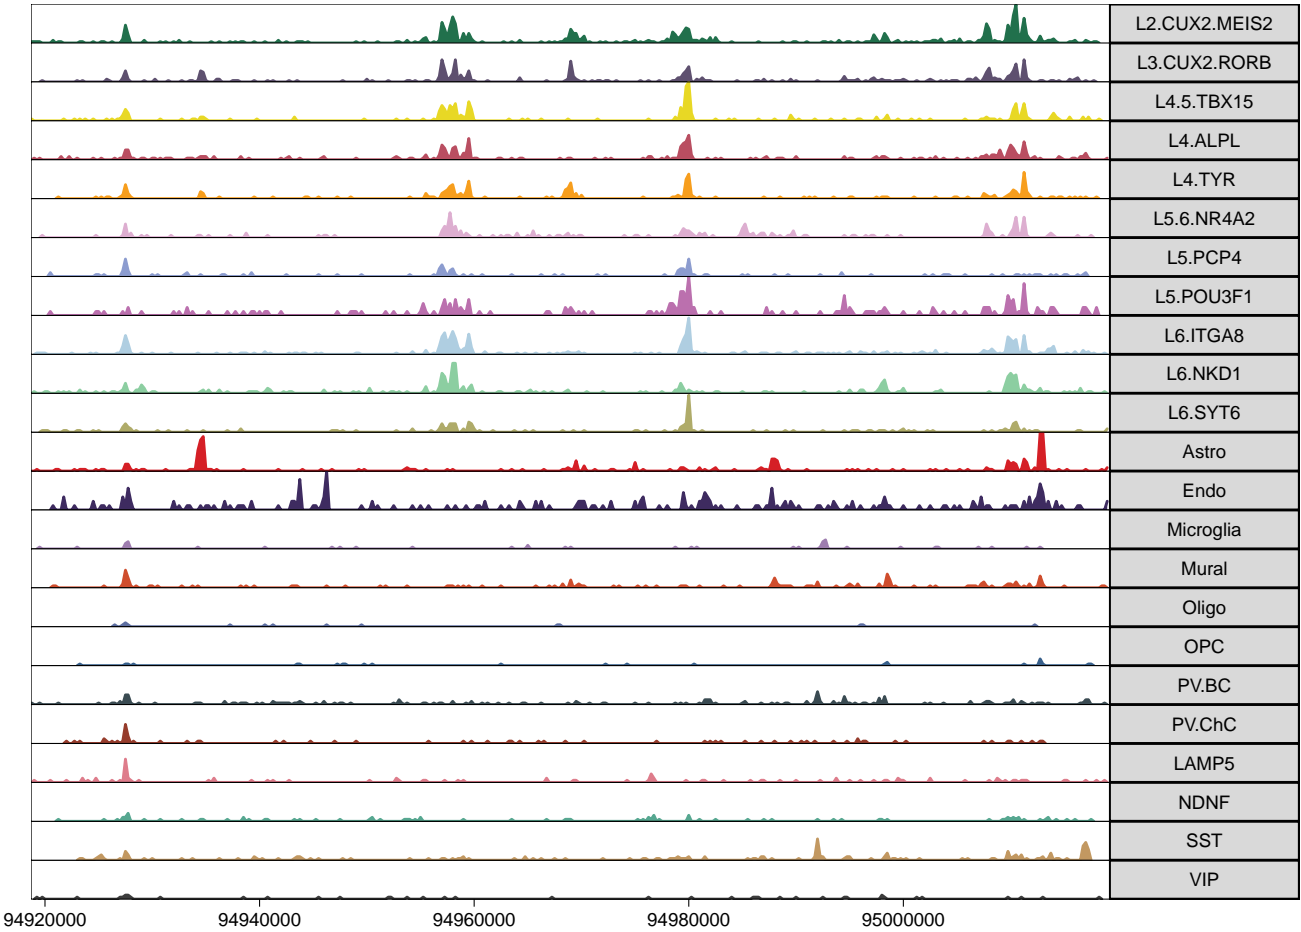 L2.CUX2.MEIS2
L3.CUX2.RORB
L4.5.TBX15
L4.ALPL
L4.TYR
L5.6.NR4A2
L5.PCP4
L5.POU3F1
L6.ITGA8
L6.NKD1
L6.SYT6
Astro
Endo
Microglia
Mural
Oligo
OPC
PV.BC
PV.ChC
LAMP5
NDNF
SST
VIP
94920000 94940000 94960000 94980000 95000000